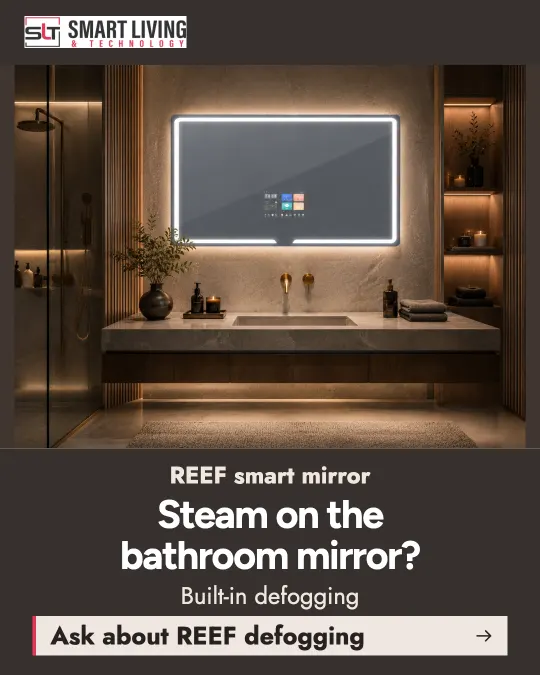 SLT SMART LIVING
& TECHNOLOGY
REEF smart mirror
Steam on the
bathroom mirror?
Built-in defogging
Ask about REEF defogging →